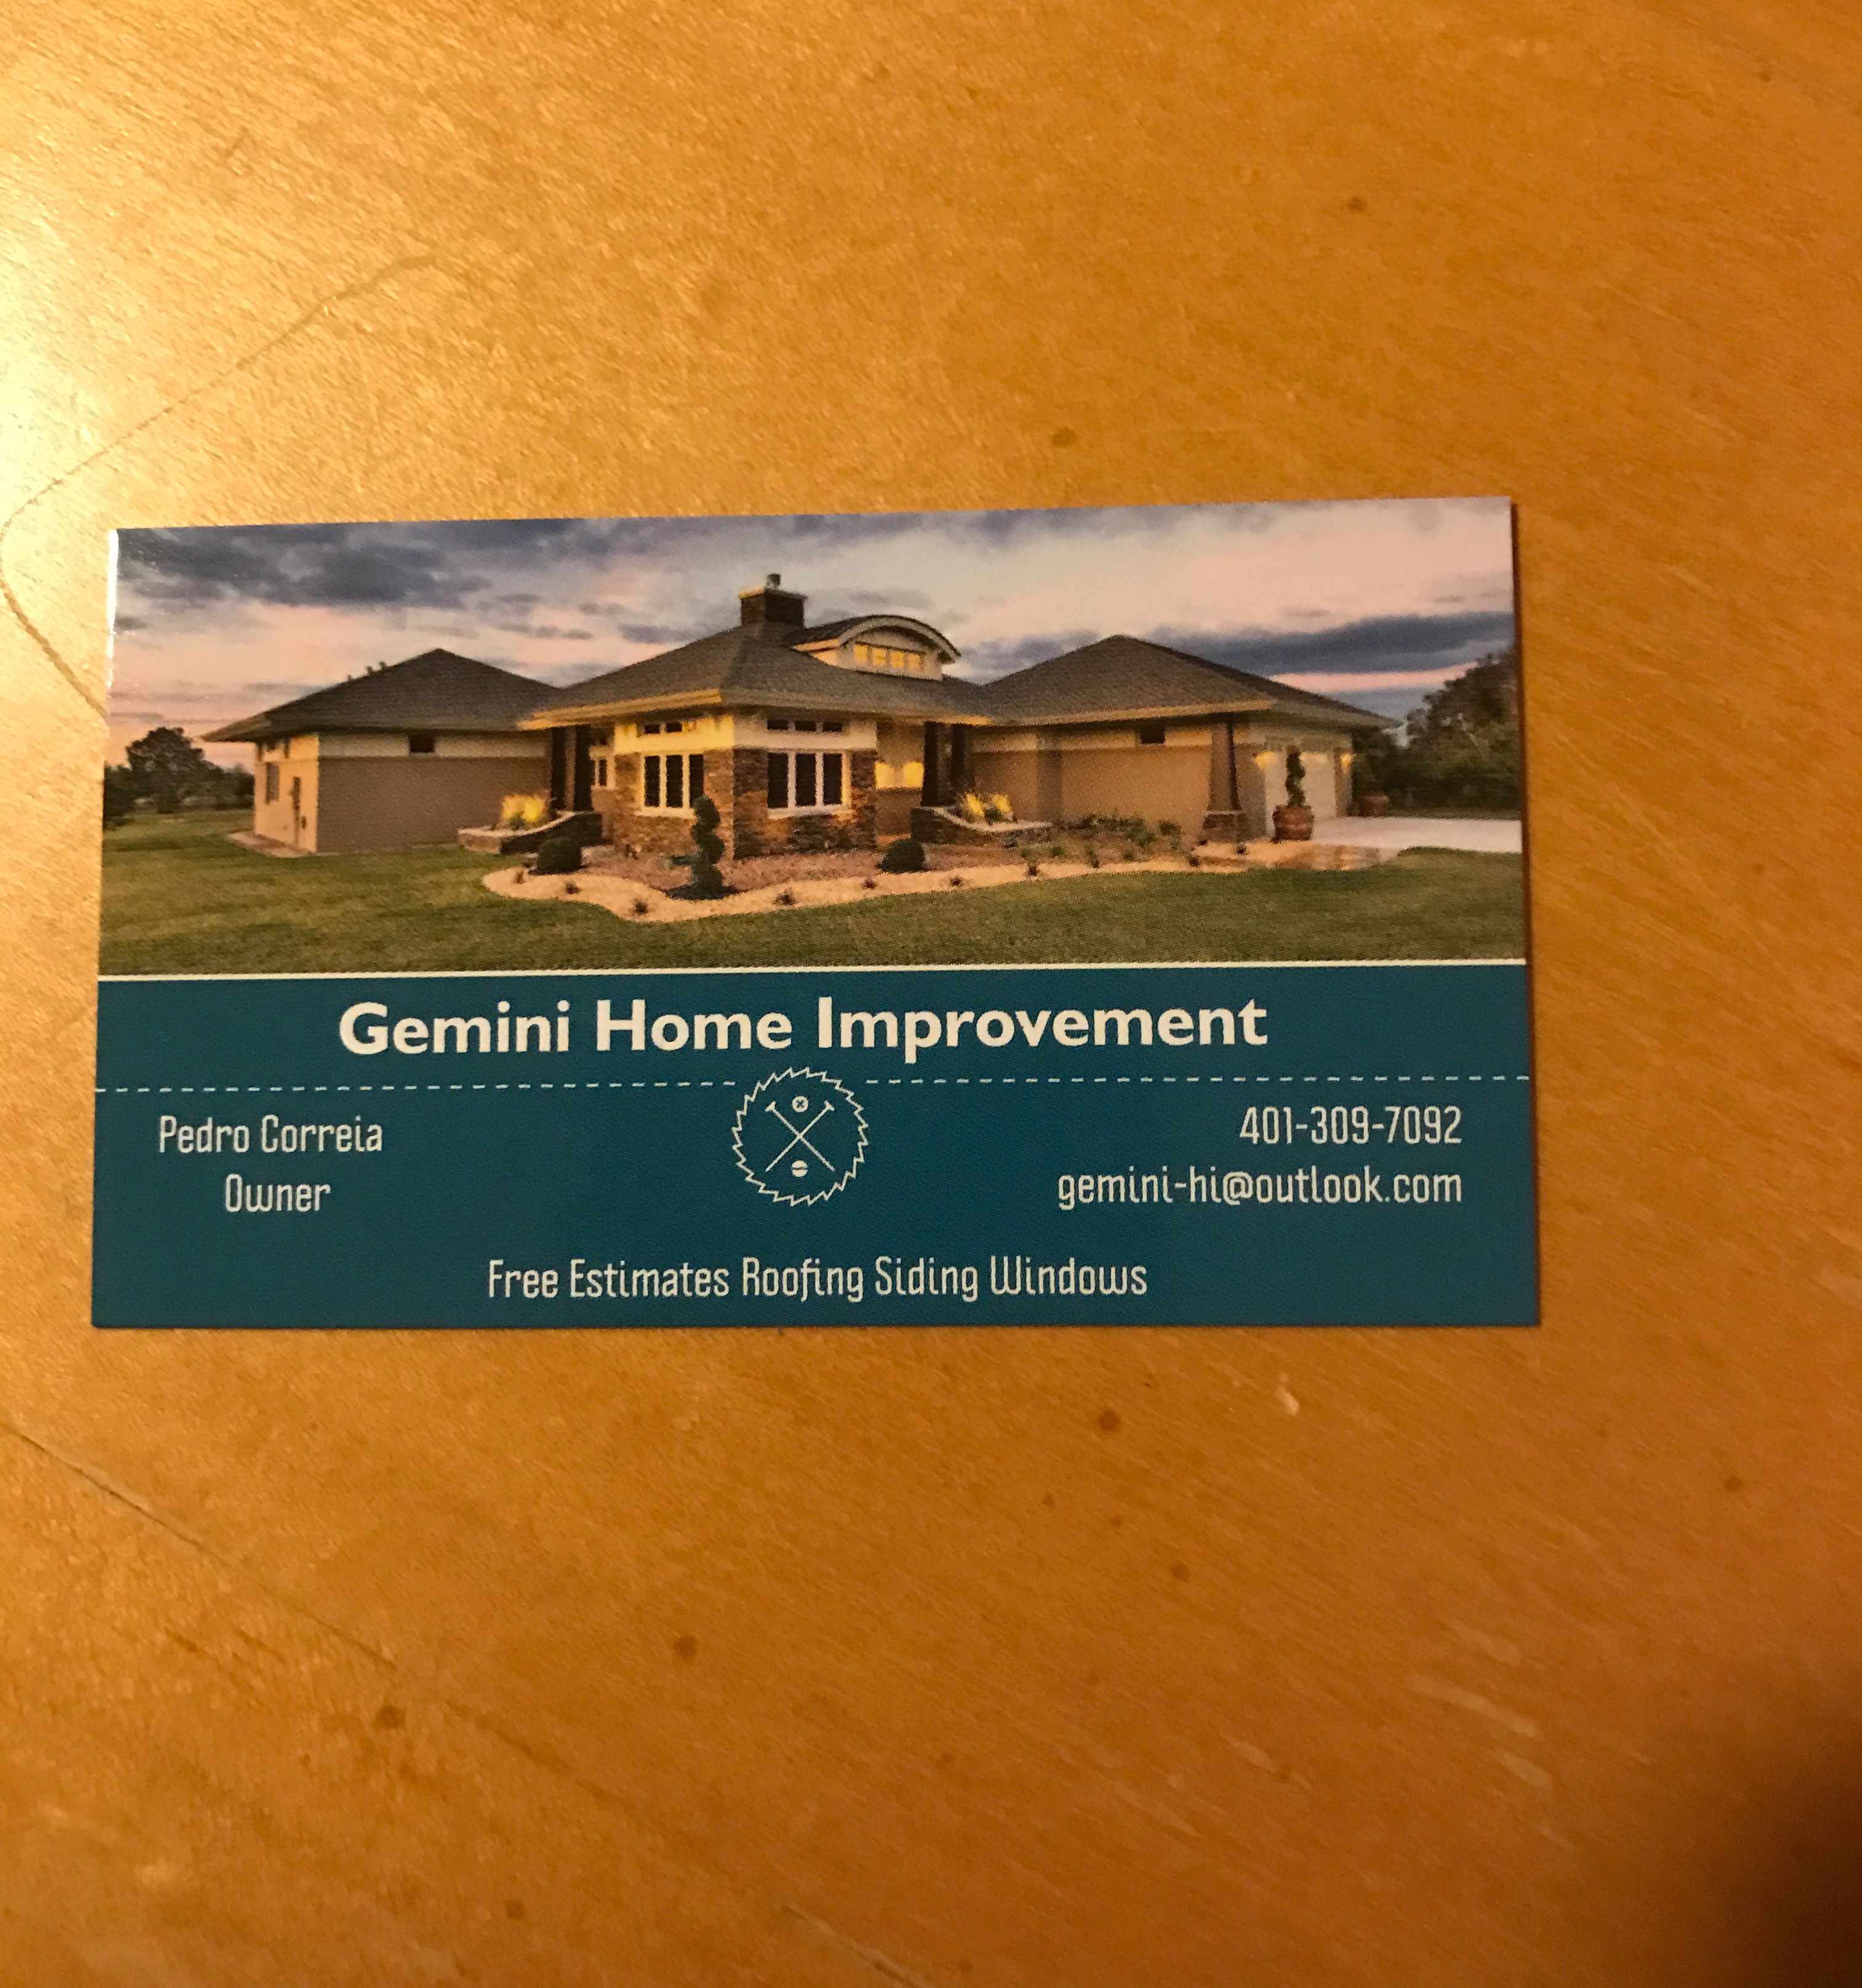 Gemini Home Improvement
Pedro Correia
Owner
401-309-7092
gemini-hi@outlook.com
Free Estimates Roofing Siding Windows